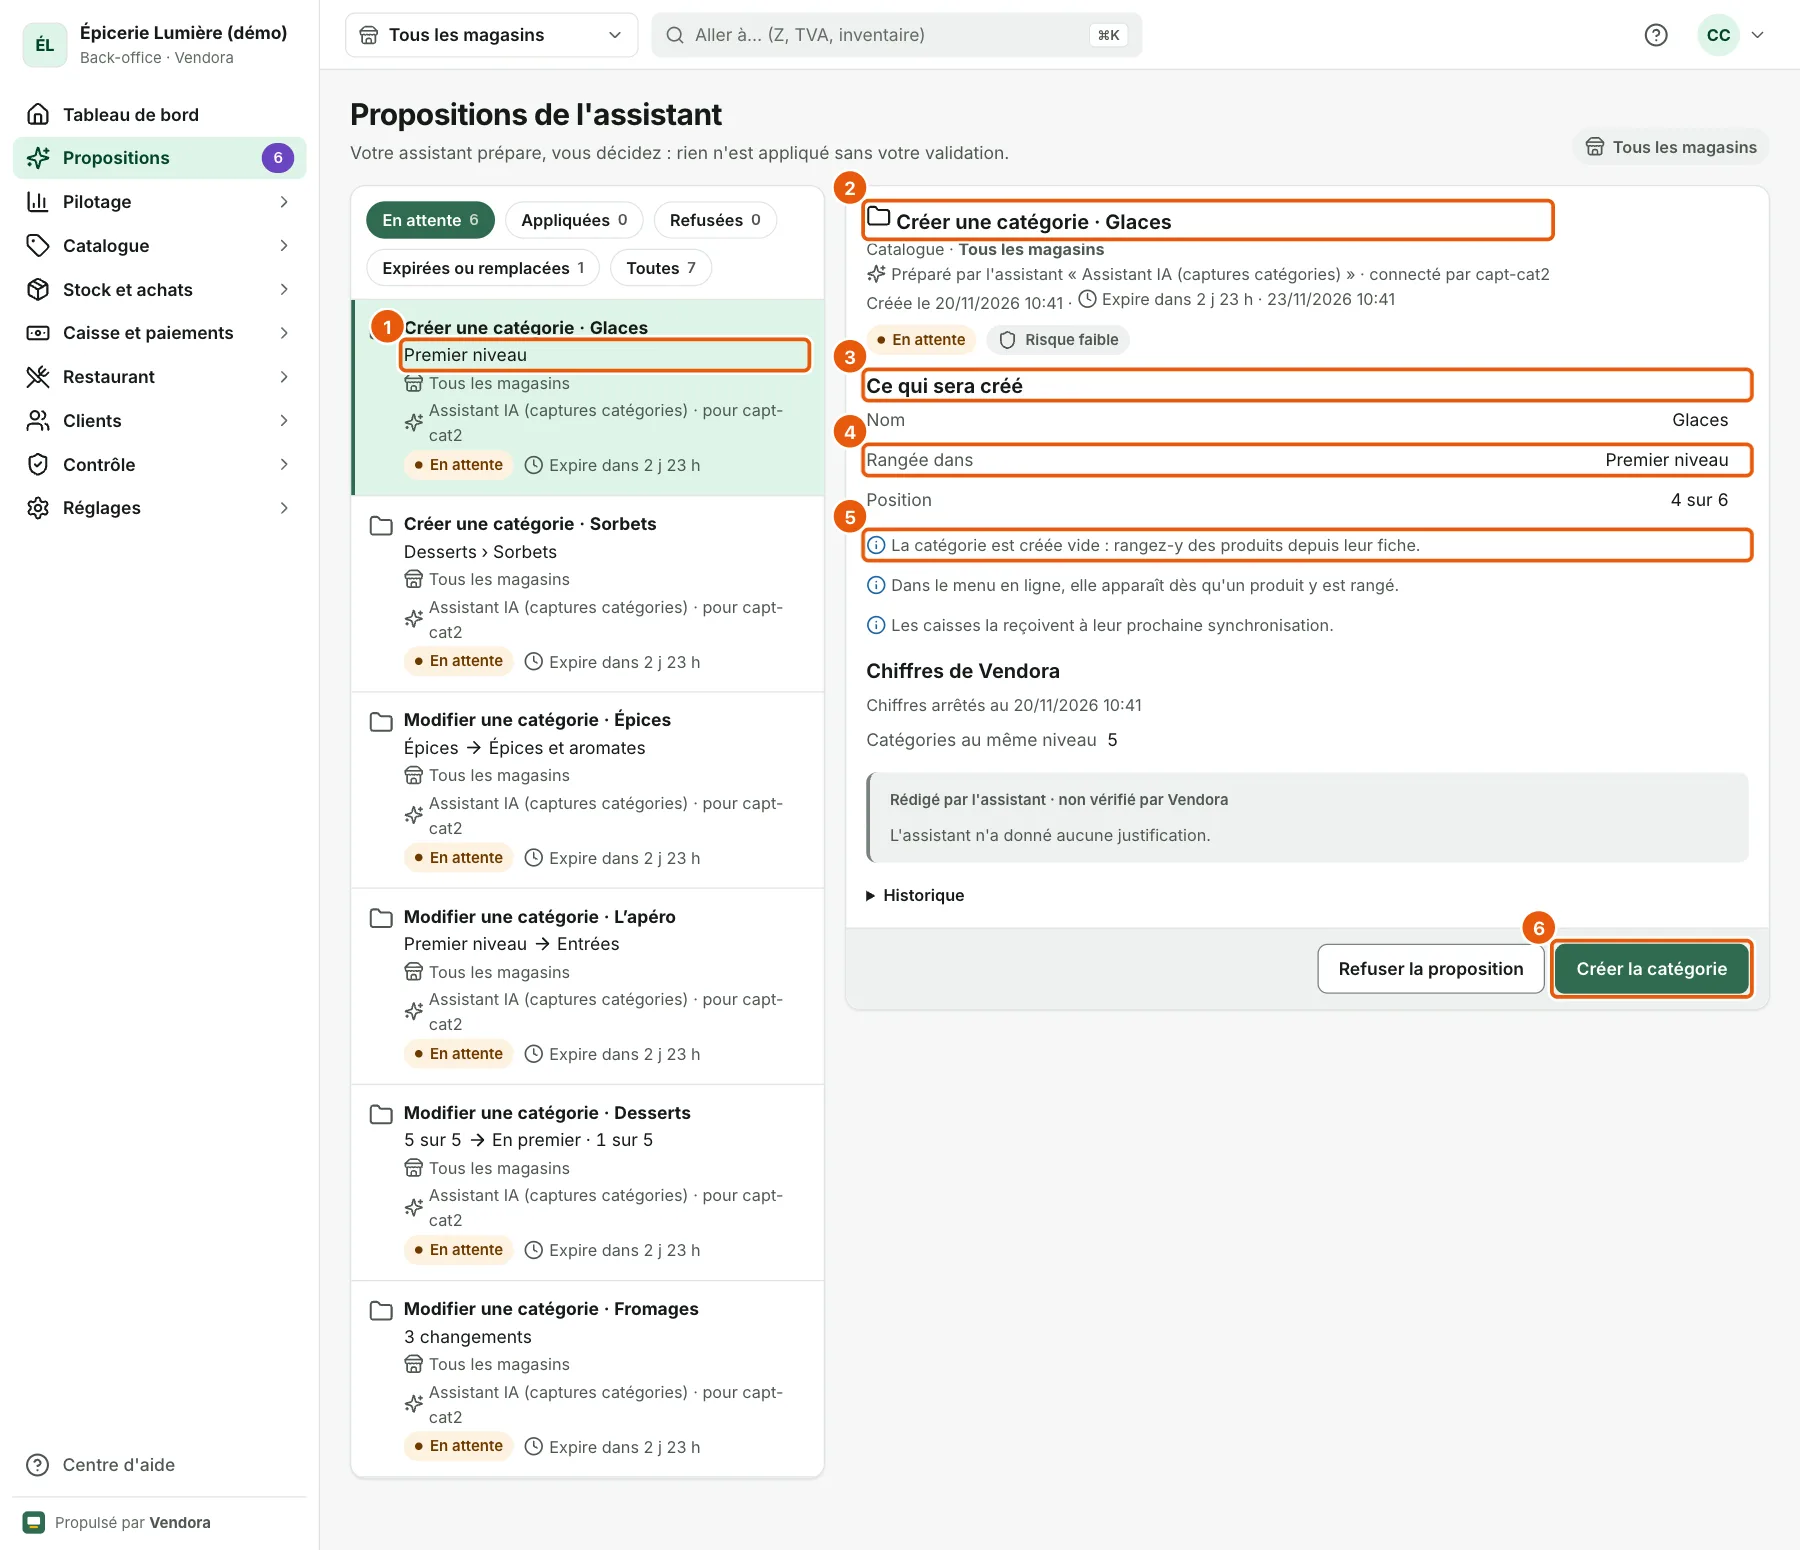 ÉL
Épicerie Lumière (démo)
Back-office · Vendora
Tableau de bord
Propositions 6
Pilotage
Catalogue
Stock et achats
Caisse et paiements
Restaurant
Clients
Contrôle
Réglages
Centre d'aide
Propulsé par Vendora
Tous les magasins
Aller à... (Z, TVA, inventaire)
⌘K
CC
Propositions de l'assistant
Votre assistant prépare, vous décidez : rien n'est appliqué sans votre validation.
Tous les magasins
En attente 6
Appliquées 0
Refusées 0
Expirées ou remplacées 1
Toutes 7
1
Créer une catégorie · Glaces
Premier niveau
Tous les magasins
Assistant IA (captures catégories) · pour capt-
cat2
En attente
Expire dans 2 j 23 h
Créer une catégorie · Sorbets
Desserts › Sorbets
Tous les magasins
Assistant IA (captures catégories) · pour capt-
cat2
En attente
Expire dans 2 j 23 h
Modifier une catégorie · Épices
Épices → Épices et aromates
Tous les magasins
Assistant IA (captures catégories) · pour capt-
cat2
En attente
Expire dans 2 j 23 h
Modifier une catégorie · L’apéro
Premier niveau → Entrées
Tous les magasins
Assistant IA (captures catégories) · pour capt-
cat2
En attente
Expire dans 2 j 23 h
Modifier une catégorie · Desserts
5 sur 5 → En premier · 1 sur 5
Tous les magasins
Assistant IA (captures catégories) · pour capt-
cat2
En attente
Expire dans 2 j 23 h
Modifier une catégorie · Fromages
3 changements
Tous les magasins
Assistant IA (captures catégories) · pour capt-
cat2
En attente
Expire dans 2 j 23 h
2
Créer une catégorie · Glaces
Catalogue · Tous les magasins
Préparé par l'assistant « Assistant IA (captures catégories) » · connecté par capt-cat2
Créée le 20/11/2026 10:41 · Expire dans 2 j 23 h · 23/11/2026 10:41
En attente
Risque faible
3
Ce qui sera créé
Nom Glaces
4
Rangée dans Premier niveau
Position 4 sur 6
5
La catégorie est créée vide : rangez-y des produits depuis leur fiche.
Dans le menu en ligne, elle apparaît dès qu'un produit y est rangé.
Les caisses la reçoivent à leur prochaine synchronisation.
Chiffres de Vendora
Chiffres arrêtés au 20/11/2026 10:41
Catégories au même niveau 5
Rédigé par l'assistant · non vérifié par Vendora
L'assistant n'a donné aucune justification.
Historique
6
Refuser la proposition
Créer la catégorie